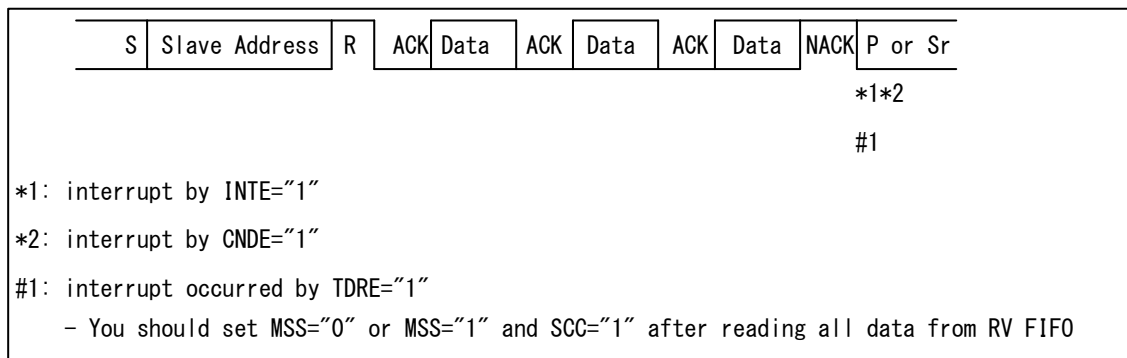 S Slave Address R ACK Data ACK Data ACK Data NACK P or Sr
*1*2
#1
*1: interrupt by INTE="1"
*2: interrupt by CNDE="1"
#1: interrupt occurred by TDRE="1"
- You should set MSS="0" or MSS="1" and SCC="1" after reading all data from RV FIFO